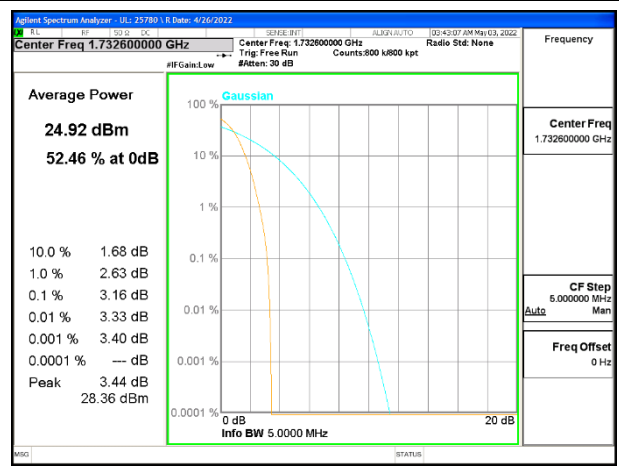 Agilent Spectrum Analyzer - UL: 25780 \ R Date: 4/26/2022
RL RF 50 Ω DC SENSE:INT ALIGN AUTO 03:43:07 AM May 03, 2022
Center Freq 1.732600000 GHz
Center Freq: 1.732600000 GHz Radio Std: None
Trig: Free Run Counts:800 k/800 kpt
#IFGain:Low #Atten: 30 dB
Frequency
Average Power
24.92 dBm
52.46 % at 0dB
10.0 % 1.68 dB
1.0 % 2.63 dB
0.1 % 3.16 dB
0.01 % 3.33 dB
0.001 % 3.40 dB
0.0001 % --- dB
Peak 3.44 dB
28.36 dBm
Gaussian
100 %
10 %
1 %
0.1 %
0.01 %
0.001 %
0.0001 %
0 dB 20 dB
Info BW 5.0000 MHz
Center Freq
1.732600000 GHz
CF Step
5.000000 MHz
Auto Man
Freq Offset
0 Hz
MSG STATUS